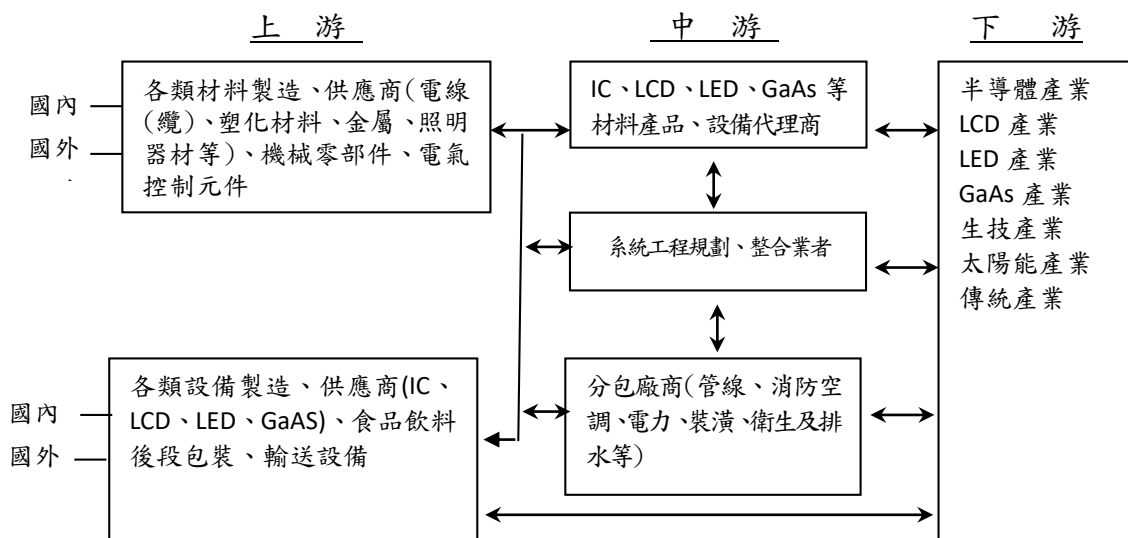 上 游
中 游
下 游
國內
國外
各類材料製造、供應商(電線
(纜)、塑化材料、金屬、照明
器材等)、機械零部件、電氣
控制元件
IC、LCD、LED、GaAs 等
材料產品、設備代理商
半導體產業
LCD 產業
LED 產業
GaAs 產業
生技產業
太陽能產業
傳統產業
系統工程規劃、整合業者
國內
國外
各類設備製造、供應商(IC、
LCD、LED、GaAS)、食品飲料
後段包裝、輸送設備
分包廠商(管線、消防空
調、電力、裝潢、衛生及排
水等)